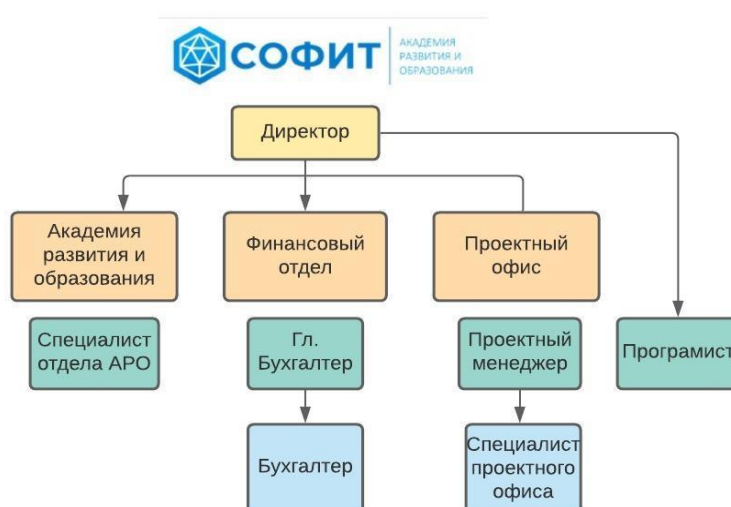 СОФИТ
АКАДЕМИЯ
РАЗВИТИЯ И
ОБРАЗОВАНИЯ
Директор
Академия
развития и
образования
Финансовый
отдел
Проектный
офис
Специалист
отдела АРО
Гл.
Бухгалтер
Проектный
менеджер
Програмист
Бухгалтер
Специалист
проектного
офиса